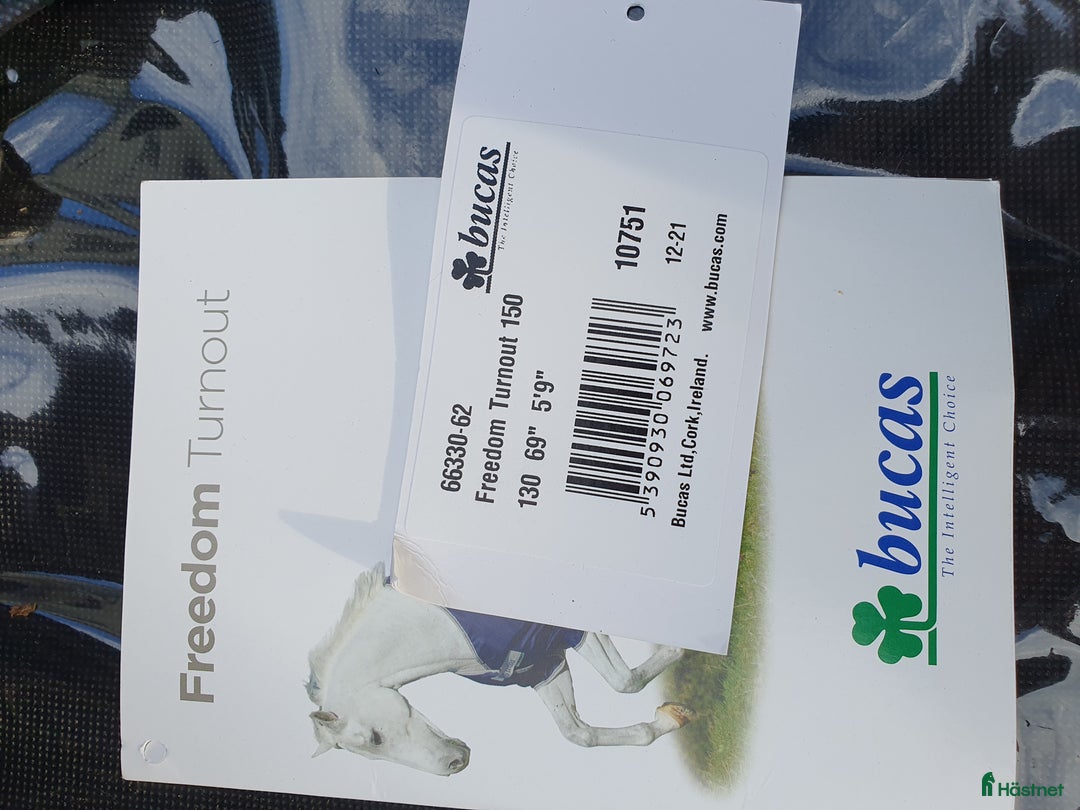 Freedom Turnout
bucas
The Intelligent Choice
66330-62
Freedom Turnout 150
130 69" 5'9"
10751
12-21
5 390930 069723
Bucas Ltd,Cork,Ireland. www.bucas.com
bucas
The Intelligent Choice
Hästnet